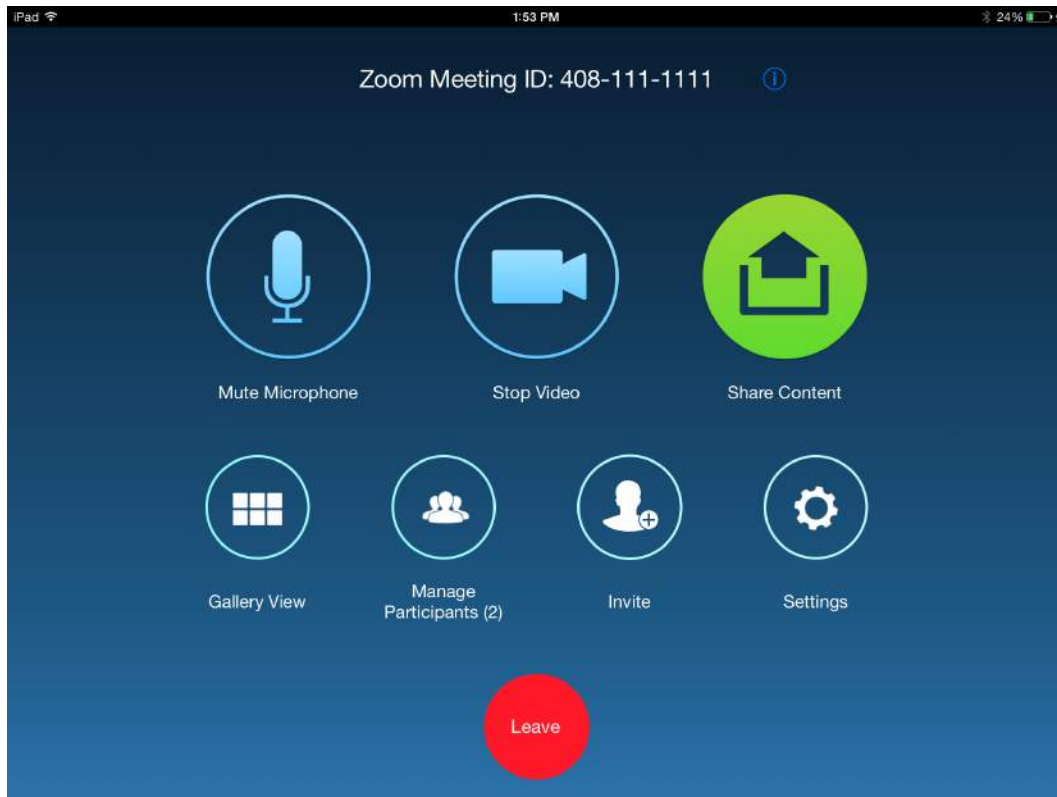 iPad 1:53 PM 24%
Zoom Meeting ID: 408-111-1111
Mute Microphone Stop Video Share Content
Gallery View Manage Participants (2) Invite Settings
Leave